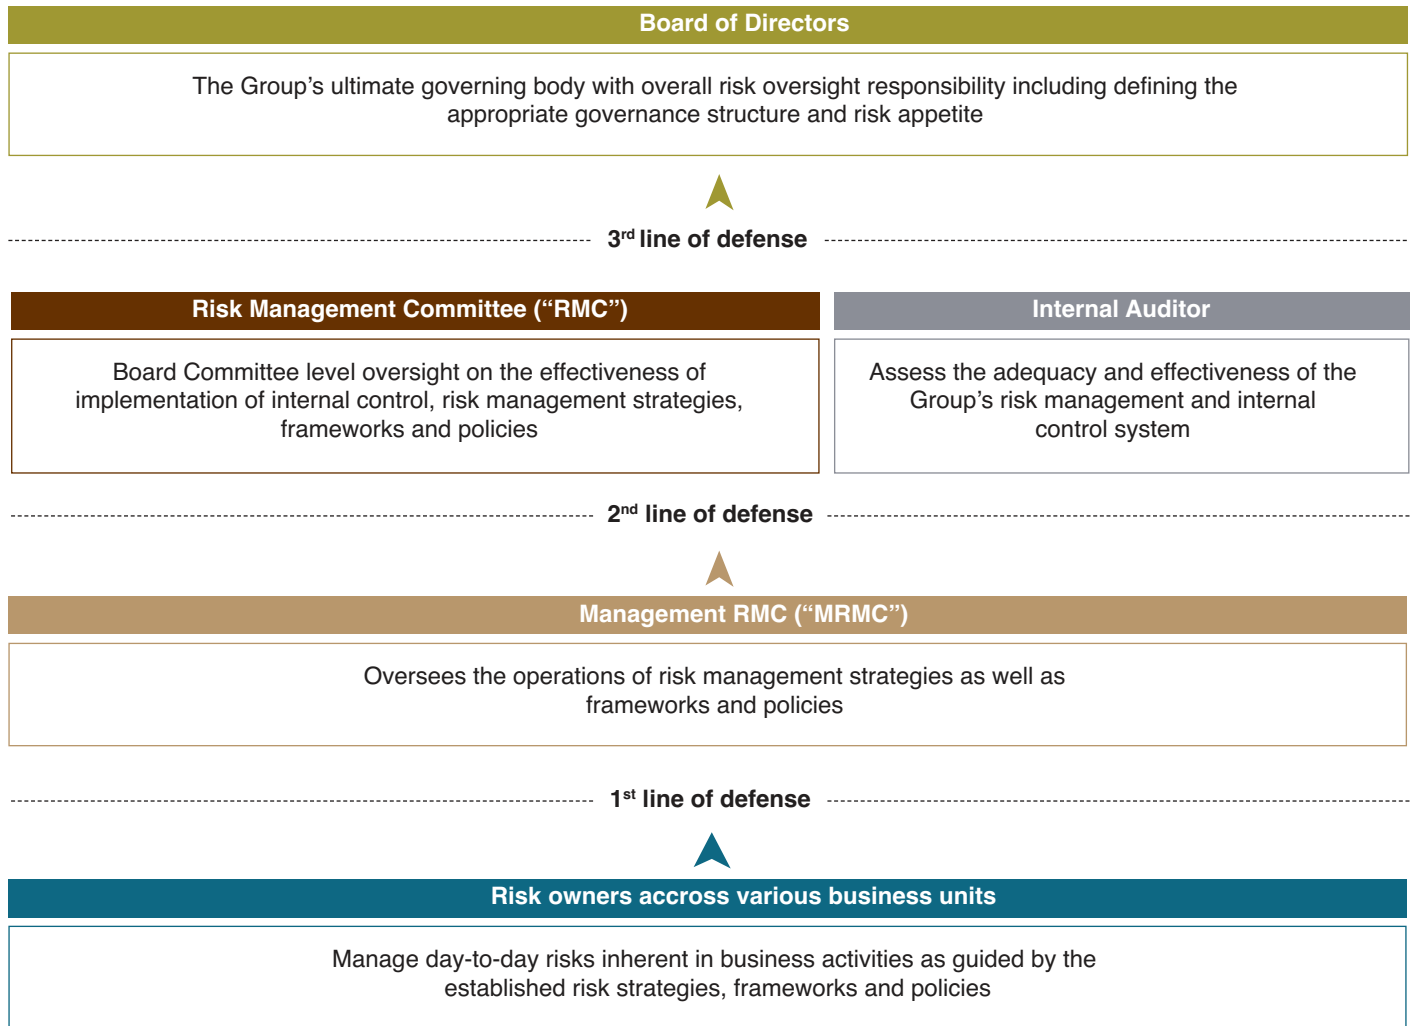 Board of Directors
The Group’s ultimate governing body with overall risk oversight responsibility including defining the
appropriate governance structure and risk appetite
3rd line of defense
Risk Management Committee (“RMC”)
Board Committee level oversight on the effectiveness of
implementation of internal control, risk management strategies,
frameworks and policies
Internal Auditor
Assess the adequacy and effectiveness of the
Group’s risk management and internal
control system
2nd line of defense
Management RMC (“MRMC”)
Oversees the operations of risk management strategies as well as
frameworks and policies
1st line of defense
Risk owners accross various business units
Manage day-to-day risks inherent in business activities as guided by the
established risk strategies, frameworks and policies